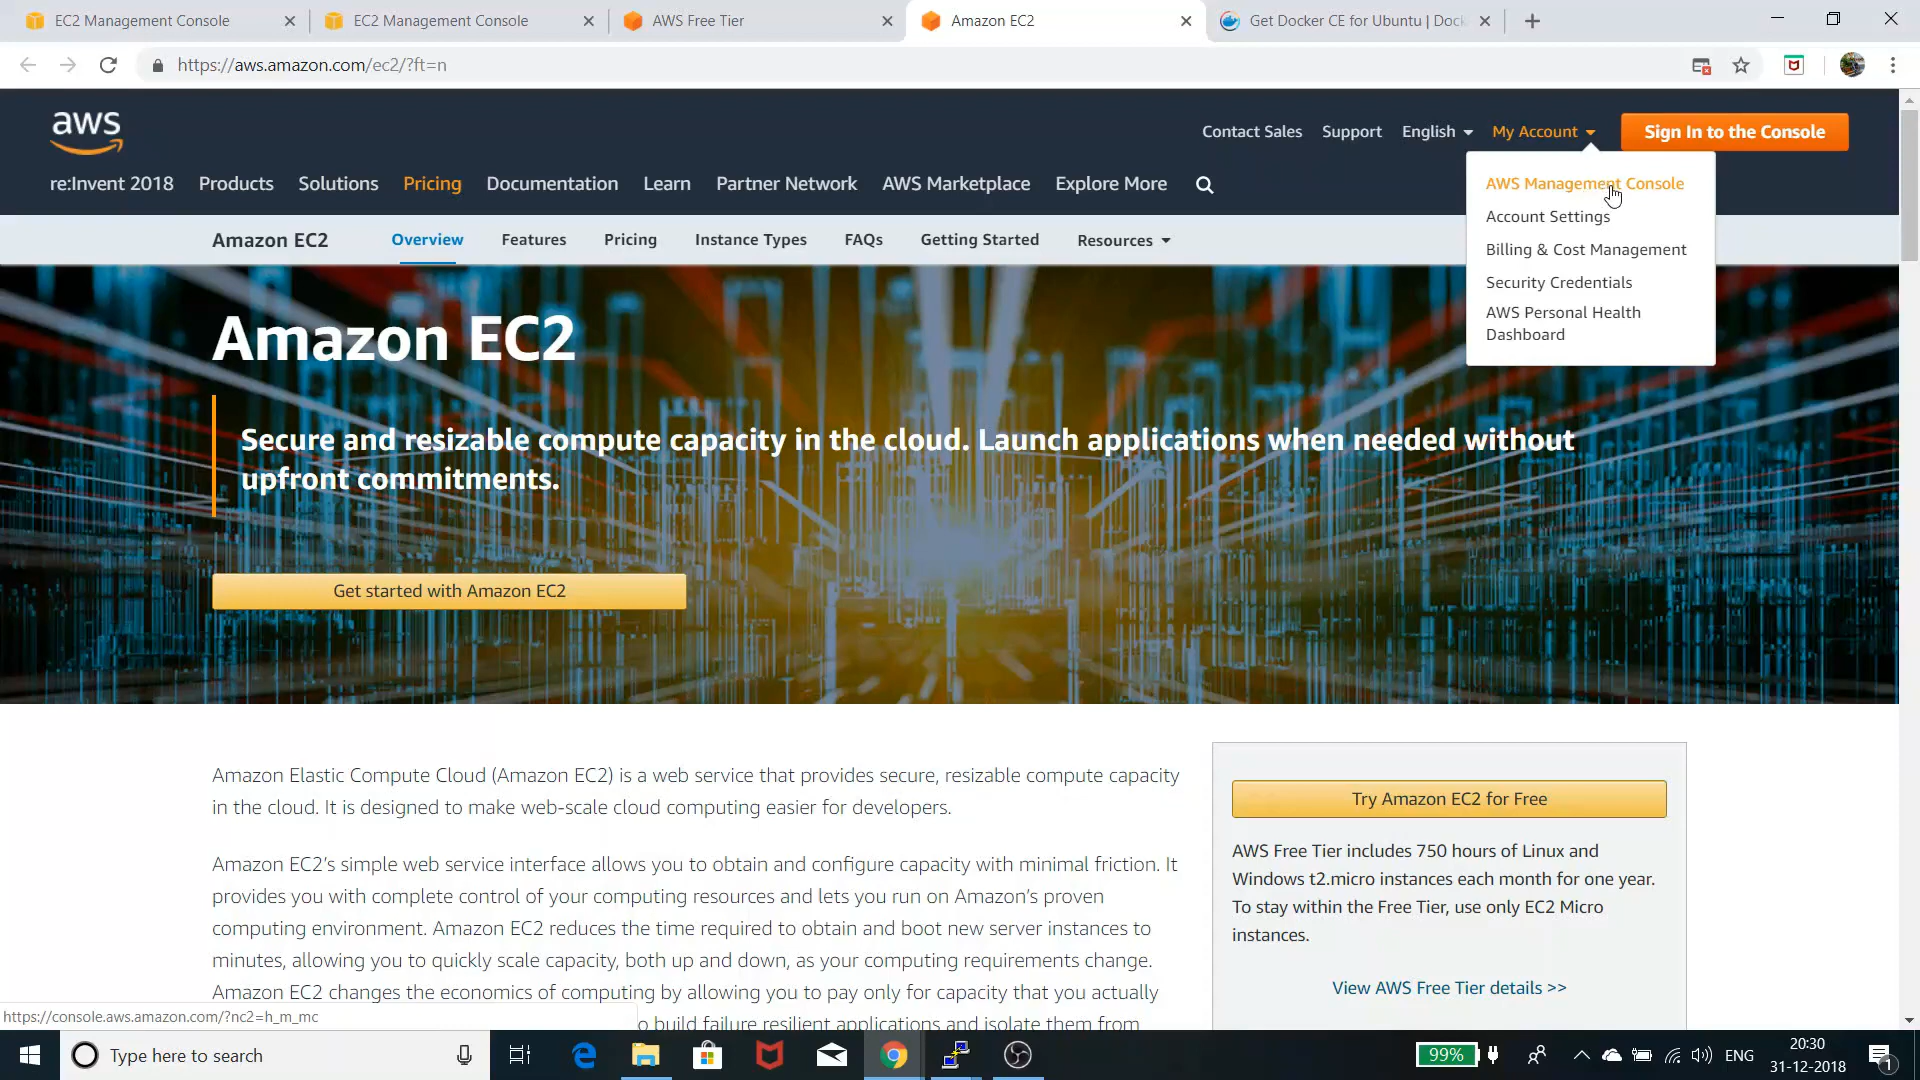 EC2 Management Console
EC2 Management Console
AWS Free Tier
Amazon EC2
Get Docker CE for Ubuntu | Dock
https://aws.amazon.com/ec2/?ft=n
aws
Contact Sales
Support
English
My Account
Sign In to the Console
re:Invent 2018
Products
Solutions
Pricing
Documentation
Learn
Partner Network
AWS Marketplace
Explore More
AWS Management Console
Account Settings
Billing & Cost Management
Security Credentials
AWS Personal Health
Dashboard
Amazon EC2
Overview
Features
Pricing
Instance Types
FAQs
Getting Started
Resources
Amazon EC2
Secure and resizable compute capacity in the cloud. Launch applications when needed without
upfront commitments.
Get started with Amazon EC2
Amazon Elastic Compute Cloud (Amazon EC2) is a web service that provides secure, resizable compute capacity
in the cloud. It is designed to make web-scale cloud computing easier for developers.
Amazon EC2’s simple web service interface allows you to obtain and configure capacity with minimal friction. It
provides you with complete control of your computing resources and lets you run on Amazon’s proven
computing environment. Amazon EC2 reduces the time required to obtain and boot new server instances to
minutes, allowing you to quickly scale capacity, both up and down, as your computing requirements change.
Amazon EC2 changes the economics of computing by allowing you to pay only for capacity that you actually
o build failure resilient applications and isolate them from
Try Amazon EC2 for Free
AWS Free Tier includes 750 hours of Linux and
Windows t2.micro instances each month for one year.
To stay within the Free Tier, use only EC2 Micro
instances.
View AWS Free Tier details >>
https://console.aws.amazon.com/?nc2=h_m_mc
Type here to search
99%
ENG
20:30
31-12-2018
1